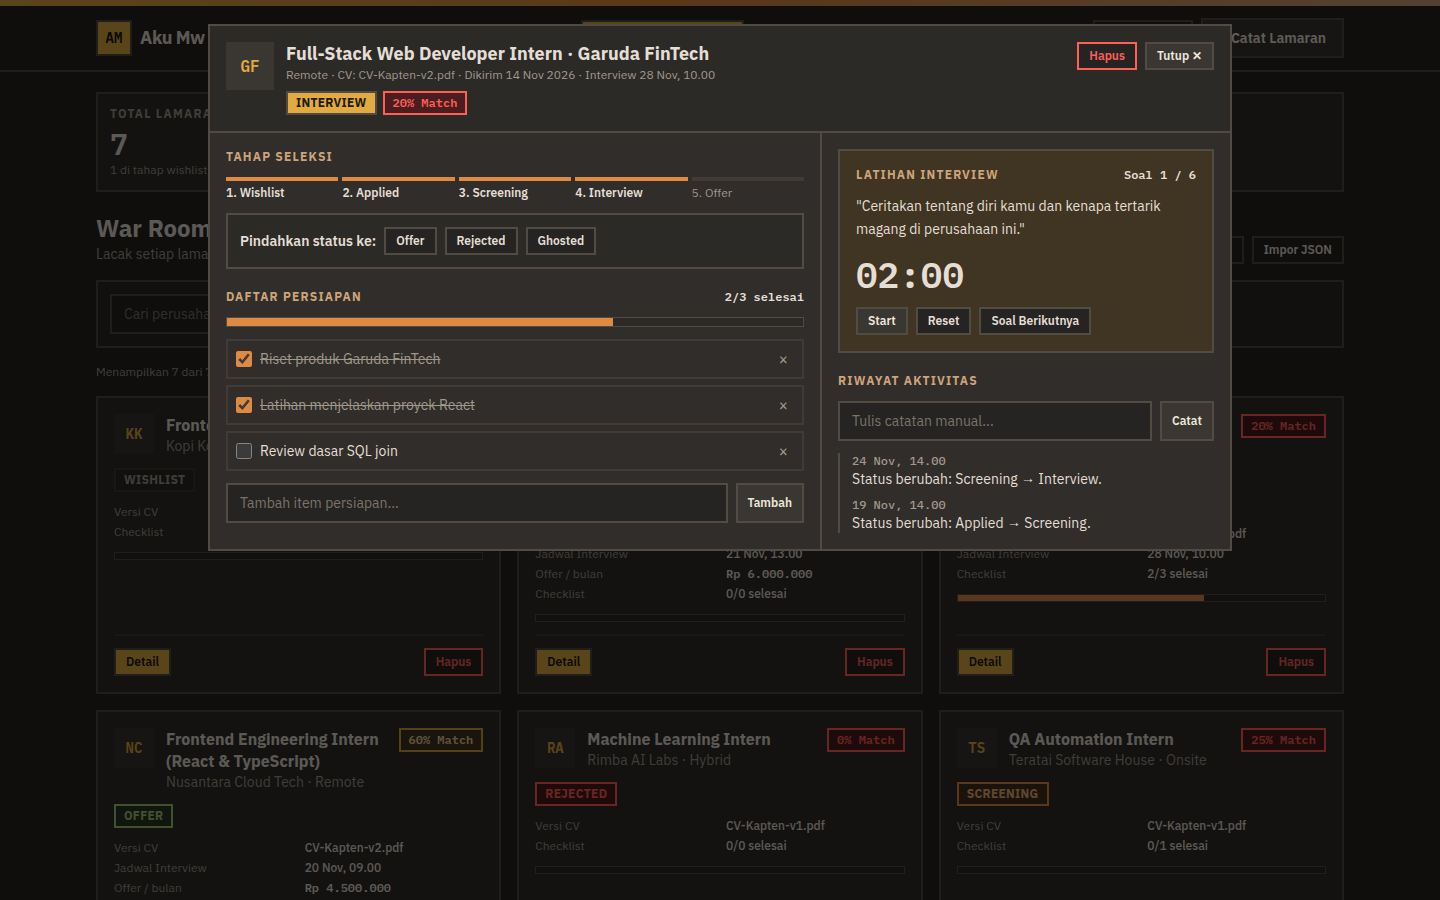 AM Aku Mw
Catat Lamaran
TOTAL LAMARA
7
1 di tahap wishlist
War Room
Lacak setiap lama
Impor JSON
Cari perusaha
Menampilkan 7 dari 7
GF
Full-Stack Web Developer Intern · Garuda FinTech
Remote · CV: CV-Kapten-v2.pdf · Dikirim 14 Nov 2026 · Interview 28 Nov, 10.00
INTERVIEW 20% Match
Hapus Tutup ✕
TAHAP SELEKSI
1. Wishlist 2. Applied 3. Screening 4. Interview 5. Offer
Pindahkan status ke: Offer Rejected Ghosted
DAFTAR PERSIAPAN 2/3 selesai
Riset produk Garuda FinTech ×
Latihan menjelaskan proyek React ×
Review dasar SQL join ×
Tambah item persiapan... Tambah
LATIHAN INTERVIEW Soal 1 / 6
"Ceritakan tentang diri kamu dan kenapa tertarik
magang di perusahaan ini."
02:00
Start Reset Soal Berikutnya
RIWAYAT AKTIVITAS
Tulis catatan manual... Catat
24 Nov, 14.00
Status berubah: Screening → Interview.
19 Nov, 14.00
Status berubah: Applied → Screening.
KK Fronte
Kopi Ke
WISHLIST
Versi CV
Checklist
Detail Hapus
Jadwal Interview 21 Nov, 13.00
Offer / bulan Rp 6.000.000
Checklist 0/0 selesai
Detail Hapus
20% Match
pdf
Jadwal Interview 28 Nov, 10.00
Checklist 2/3 selesai
Detail Hapus
NC Frontend Engineering Intern 60% Match
(React & TypeScript)
Nusantara Cloud Tech · Remote
OFFER
Versi CV CV-Kapten-v2.pdf
Jadwal Interview 20 Nov, 09.00
Offer / bulan Rp 4.500.000
RA Machine Learning Intern 0% Match
Rimba AI Labs · Hybrid
REJECTED
Versi CV CV-Kapten-v1.pdf
Checklist 0/0 selesai
TS QA Automation Intern 25% Match
Teratai Software House · Onsite
SCREENING
Versi CV CV-Kapten-v1.pdf
Checklist 0/1 selesai